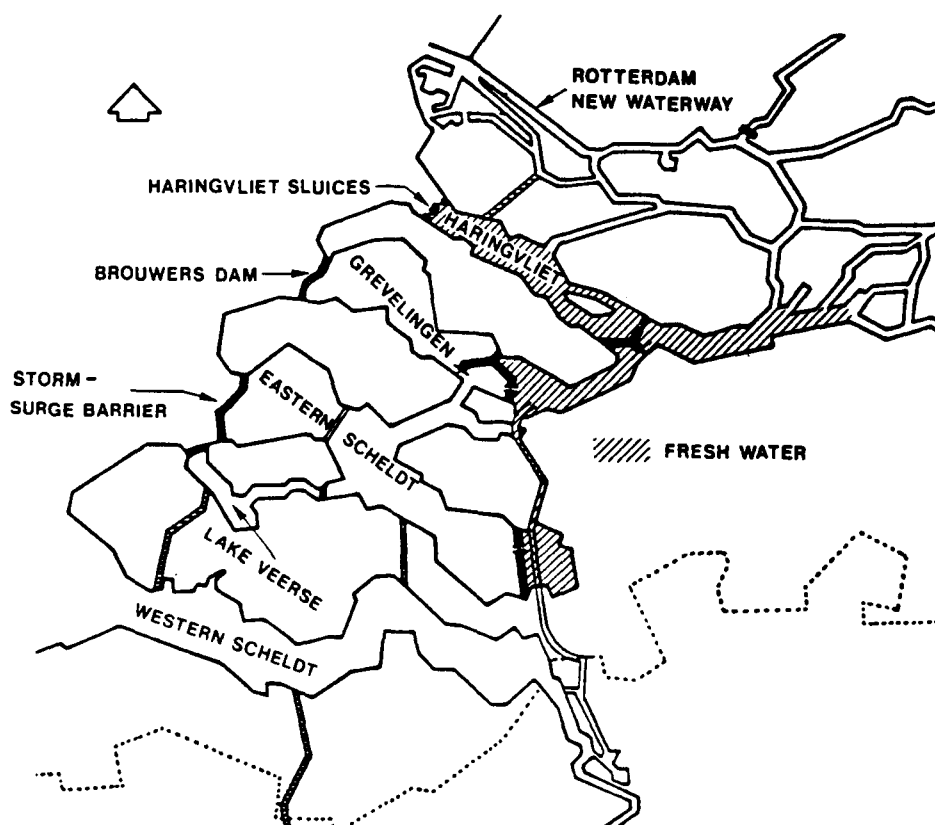 ROTTERDAM
NEW WATERWAY
HARINGVLIET SLUICES
HARINGVLIET
BROUWERS DAM
GREVELINGEN
STORM-
SURGE BARRIER
EASTERN
SCHELDT
FRESH WATER
LAKE VEERSE
WESTERN SCHELDT